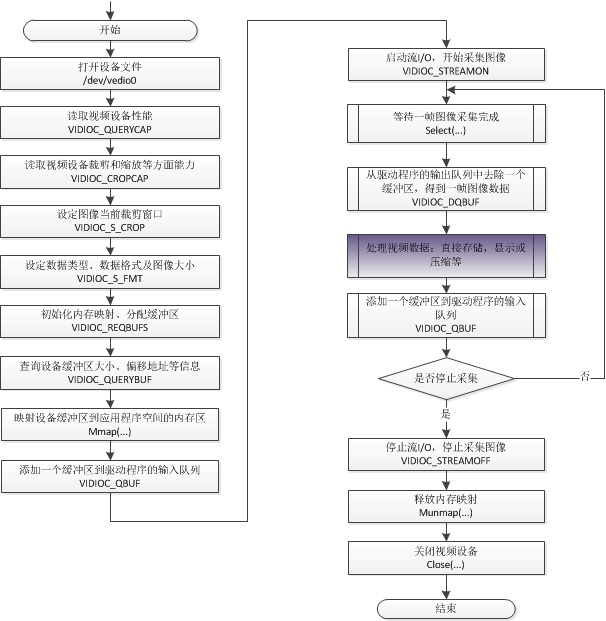 开始
打开设备文件
/dev/vedio0
读取视频设备性能
VIDIOC_QUERYCAP
读取视频设备裁剪和缩放等方面能力
VIDIOC_CROPCAP
设定图像当前裁剪窗口
VIDIOC_S_CROP
设定数据类型、数据格式及图像大小
VIDIOC_S_FMT
初始化内存映射、分配缓冲区
VIDIOC_REQBUFS
查询设备缓冲区大小、偏移地址等信息
VIDIOC_QUERYBUF
映射设备缓冲区到应用程序空间的内存区
Mmap(...)
添加一个缓冲区到驱动程序的输入队列
VIDIOC_QBUF
启动流I/O，开始采集图像
VIDIOC_STREAMON
等待一帧图像采集完成
Select(...)
从驱动程序的输出队列中去除一个
缓冲区，得到一帧图像数据
VIDIOC_DQBUF
处理视频数据：直接存储，显示或
压缩等
添加一个缓冲区到驱动程序的输入
队列
VIDIOC_QBUF
是否停止采集
否
是
停止流I/O，停止采集图像
VIDIOC_STREAMOFF
释放内存映射
Munmap(...)
关闭视频设备
Close(...)
结束